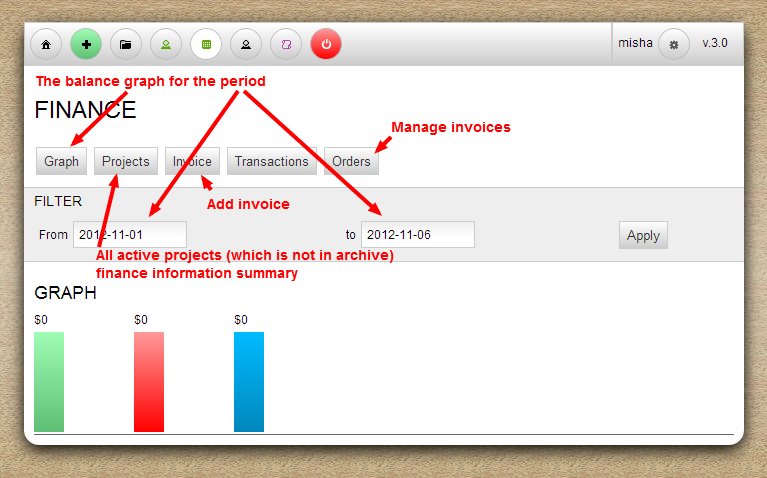 misha v.3.0
The balance graph for the period
FINANCE
Manage invoices
Graph Projects Invoice Transactions Orders
FILTER
Add invoice
From 2012-11-01 to 2012-11-06 Apply
All active projects (which is not in archive)
finance information summary
GRAPH
$0 $0 $0